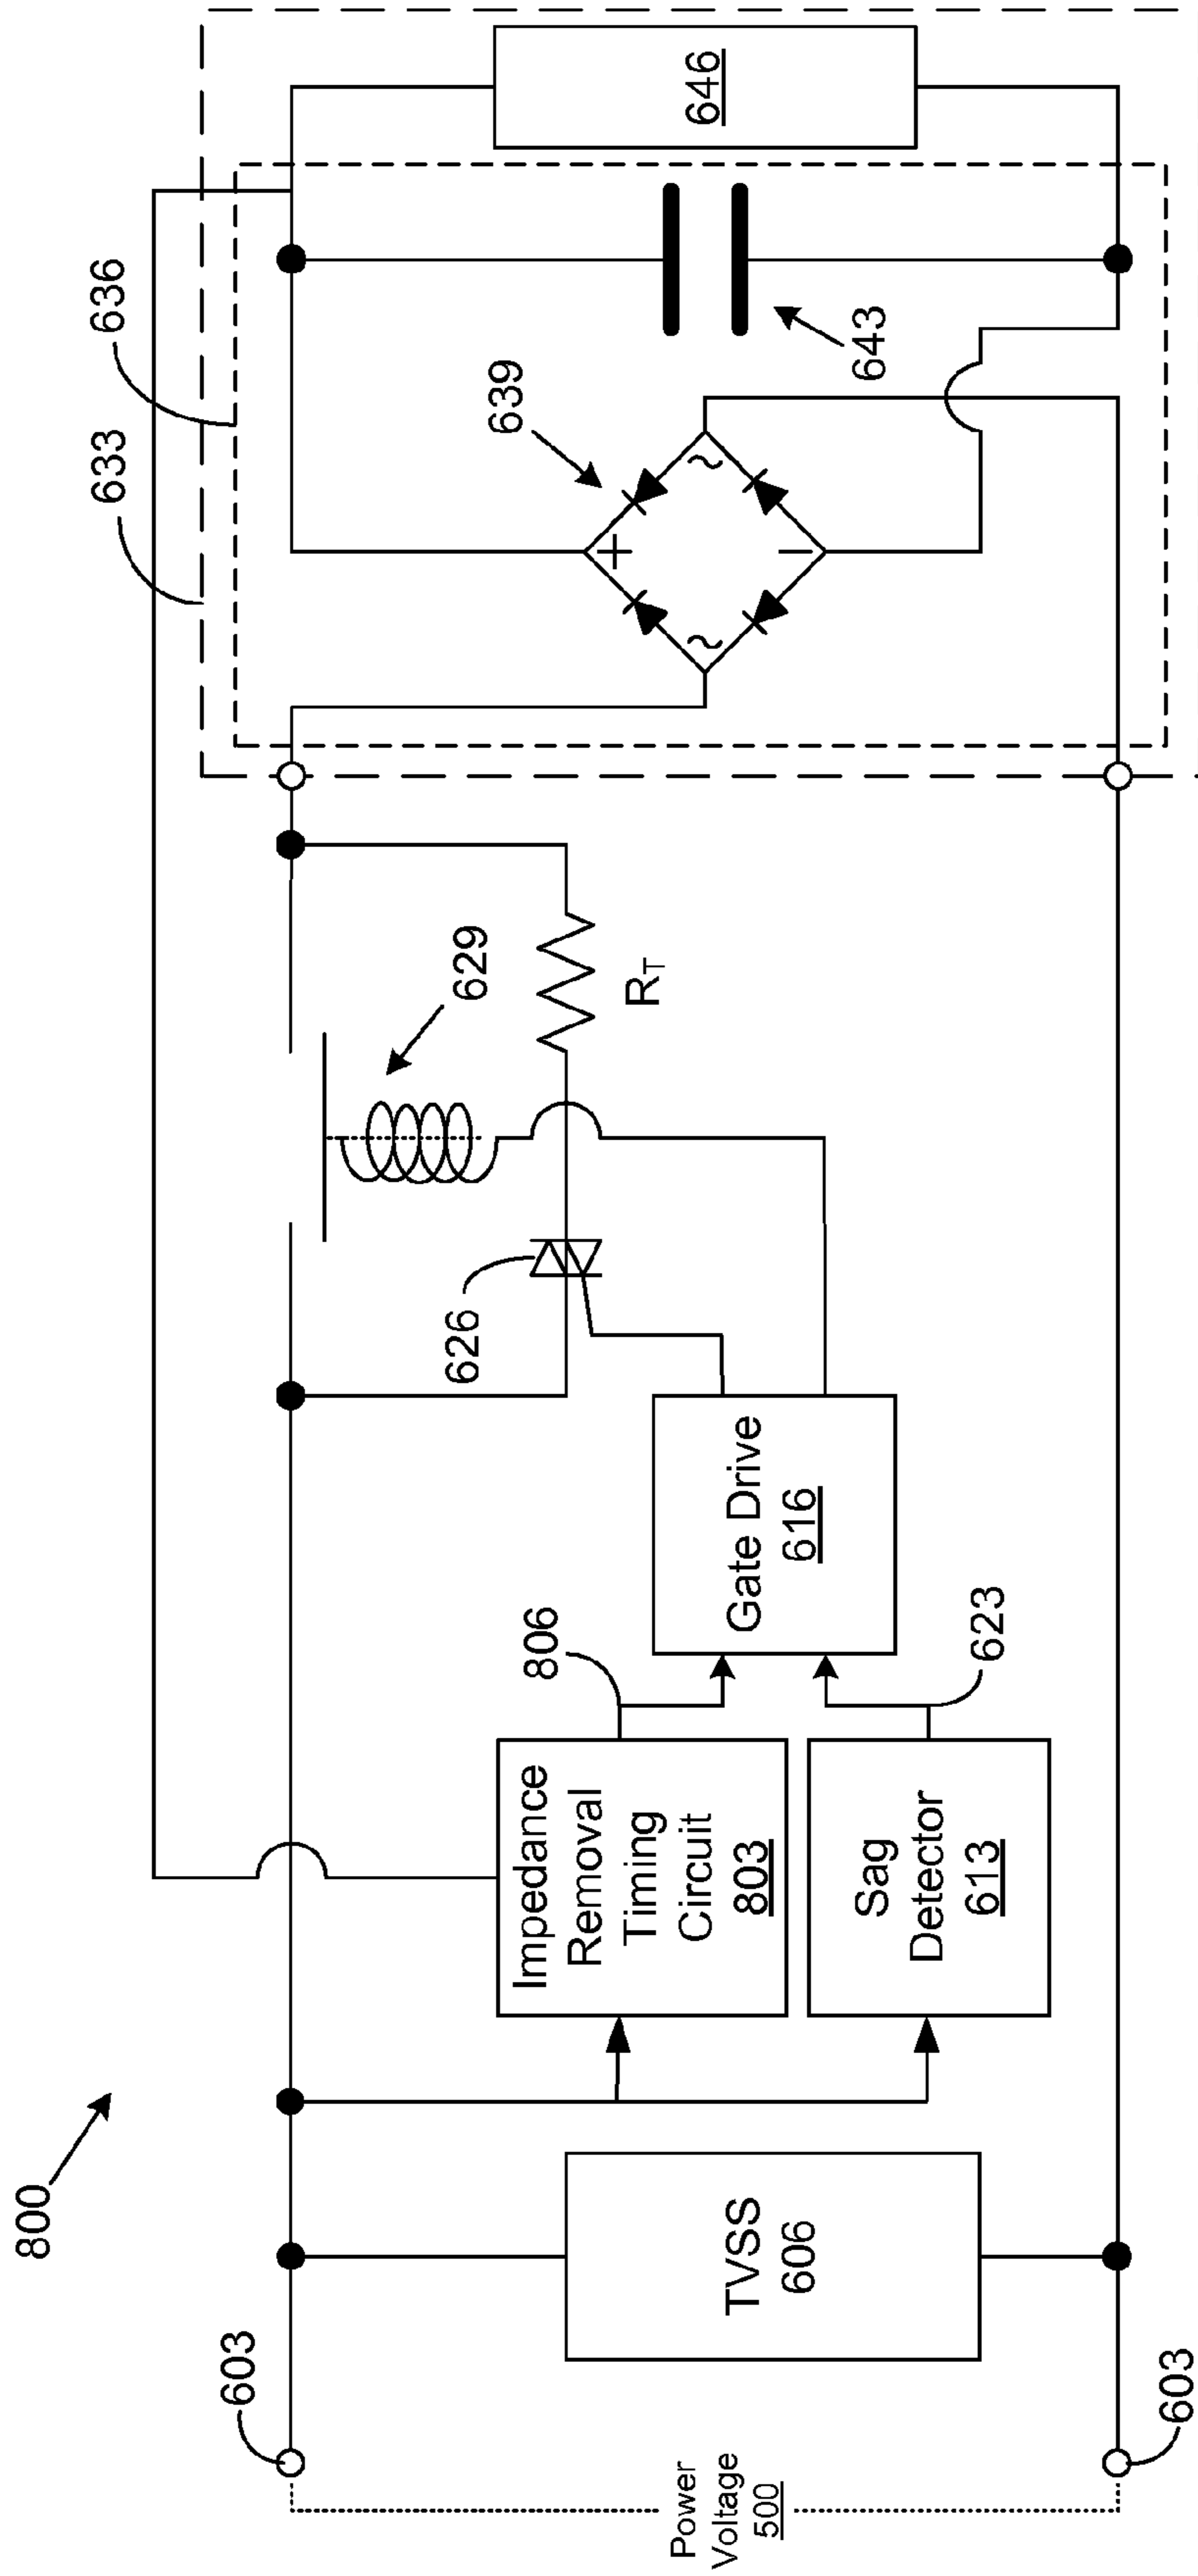 800
603
Power
Voltage
500
603
TVSS
606
Impedance
Removal
Timing
Circuit
803
Sag
Detector
613
806
623
Gate Drive
616
626
629
R_T
633
636
639
+
−
~
~
643
646